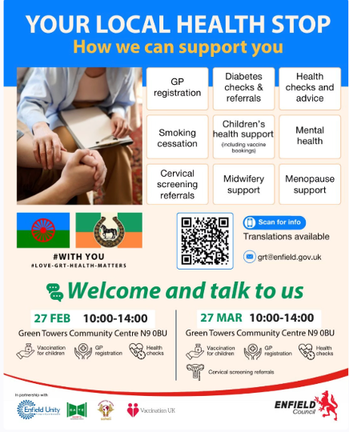 YOUR LOCAL HEALTH STOP
How we can support you
GP
registration
Diabetes
checks &
referrals
Health
checks and
advice
Smoking
cessation
Children's
health support
(including vaccine
bookings)
Mental
health
Cervical
screening
referrals
Midwifery
support
Menopause
support
#WITH YOU
#LOVE-GRT-HEALTH-MATTERS
Scan for info
Translations available
grt@enfield.gov.uk
Welcome and talk to us
27 FEB 10:00-14:00
Green Towers Community Centre N9 0BU
Vaccination
for children
GP
registration
Health
checks
27 MAR 10:00-14:00
Green Towers Community Centre N9 0BU
Vaccination
for children
GP
registration
Health
checks
Cervical screening referrals
In partnership with
Enfield Unity
Vaccination UK
ENFIELD
Council